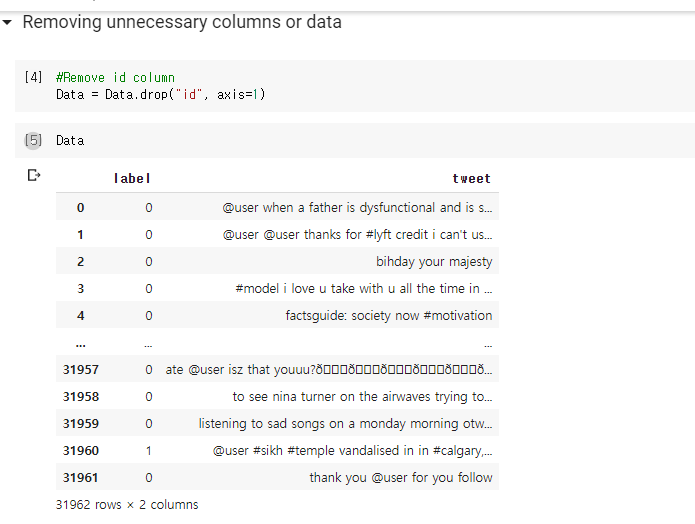 Removing unnecessary columns or data
[4] #Remove id column
Data = Data.drop("id", axis=1)
[5] Data
label tweet
0 0 @user when a father is dysfunctional and is s...
1 0 @user @user thanks for #lyft credit i can't us...
2 0 bihday your majesty
3 0 #model i love u take with u all the time in ...
4 0 factsguide: society now #motivation
... ... ...
31957 0 ate @user isz that youuu?ð□□□ð□□□ð□□□ð□□□ð□□□ð...
31958 0 to see nina turner on the airwaves trying to...
31959 0 listening to sad songs on a monday morning otw...
31960 1 @user #sikh #temple vandalised in in #calgary,...
31961 0 thank you @user for you follow
31962 rows × 2 columns